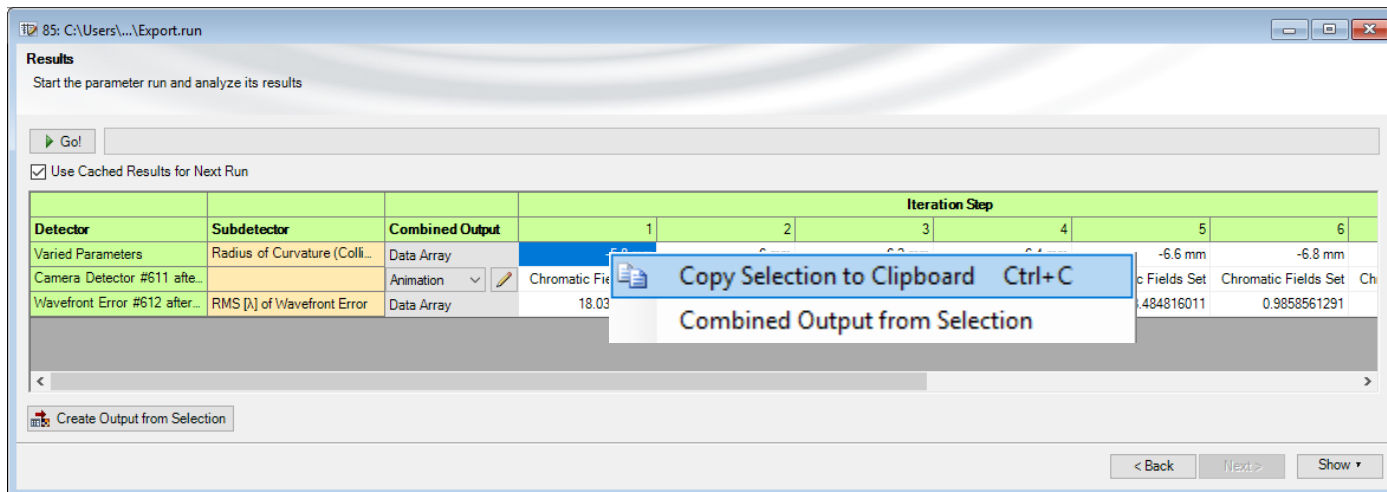 85: C:\Users\...\Export.run
Results
Start the parameter run and analyze its results
Go!
Use Cached Results for Next Run
Iteration Step
Detector Subdetector Combined Output 1 2 3 4 5 6
Varied Parameters Radius of Curvature (Colli... Data Array -6.6 mm -6.8 mm
Camera Detector #611 afte... Animation Chromatic Fie c Fields Set Chromatic Fields Set Ch
Wavefront Error #612 after... RMS [λ] of Wavefront Error Data Array 18.03 .484816011 0.9858561291
Copy Selection to Clipboard Ctrl+C
Combined Output from Selection
Create Output from Selection
< Back Next > Show